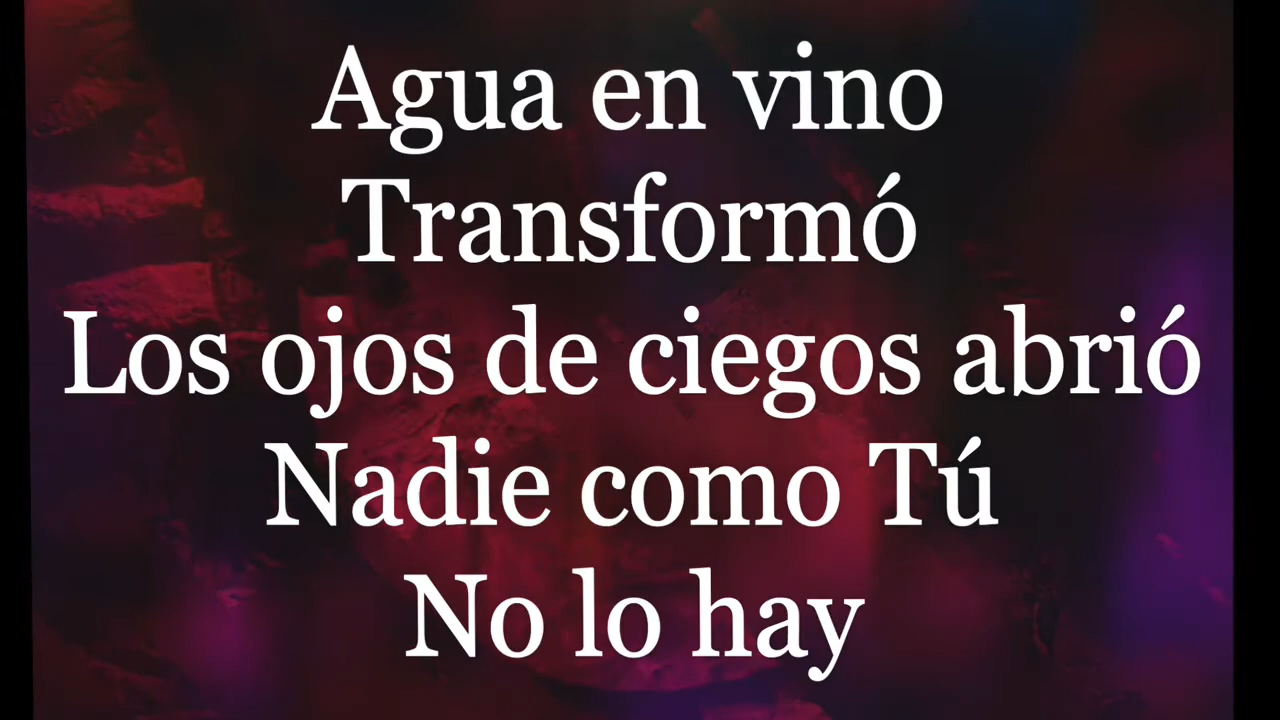 Agua en vino
Transformó
Los ojos de ciegos abrió
Nadie como Tú
No lo hay